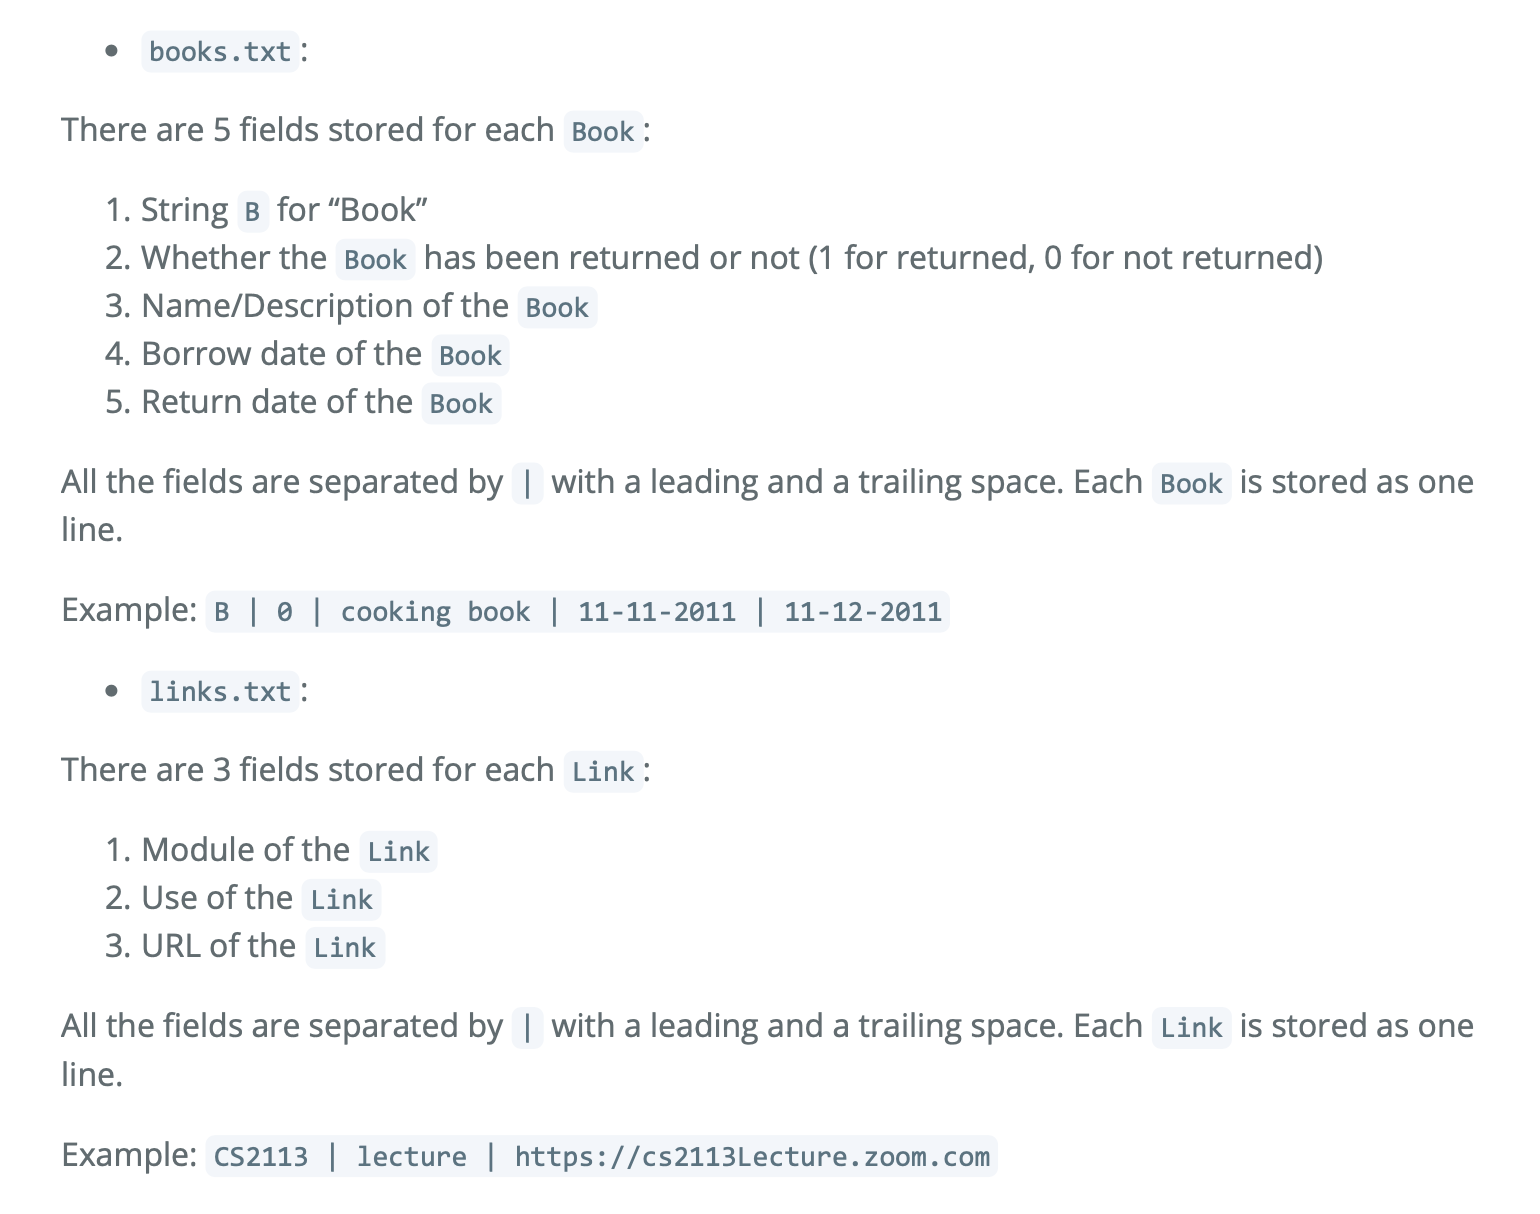 • books.txt:
There are 5 fields stored for each Book:
1. String B for “Book”
2. Whether the Book has been returned or not (1 for returned, 0 for not returned)
3. Name/Description of the Book
4. Borrow date of the Book
5. Return date of the Book
All the fields are separated by | with a leading and a trailing space. Each Book is stored as one
line.
Example: B | 0 | cooking book | 11-11-2011 | 11-12-2011
• links.txt:
There are 3 fields stored for each Link:
1. Module of the Link
2. Use of the Link
3. URL of the Link
All the fields are separated by | with a leading and a trailing space. Each Link is stored as one
line.
Example: CS2113 | lecture | https://cs2113Lecture.zoom.com